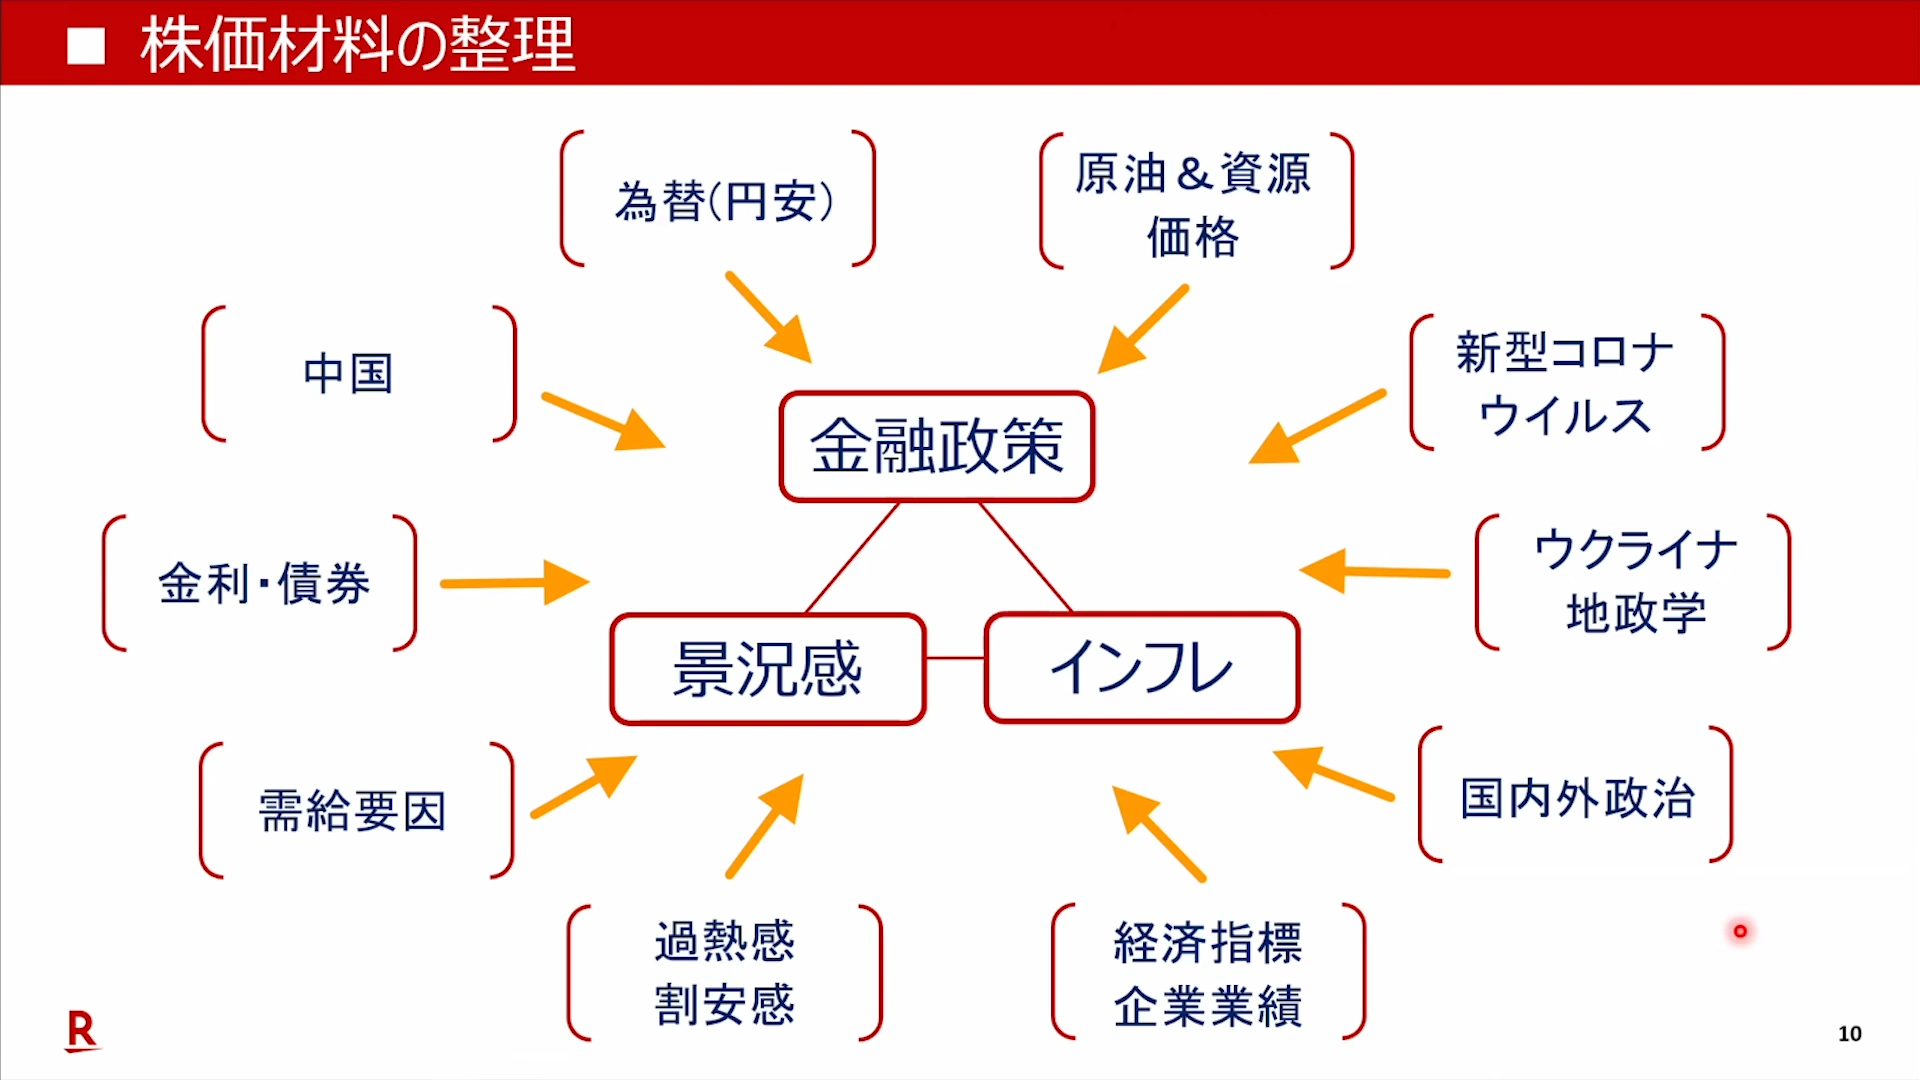 ■ 株価材料の整理
為替(円安)
原油＆資源
価格
中国
新型コロナ
ウイルス
金融政策
金利・債券
ウクライナ
地政学
景況感
インフレ
需給要因
国内外政治
過熱感
割安感
経済指標
企業業績
R
10